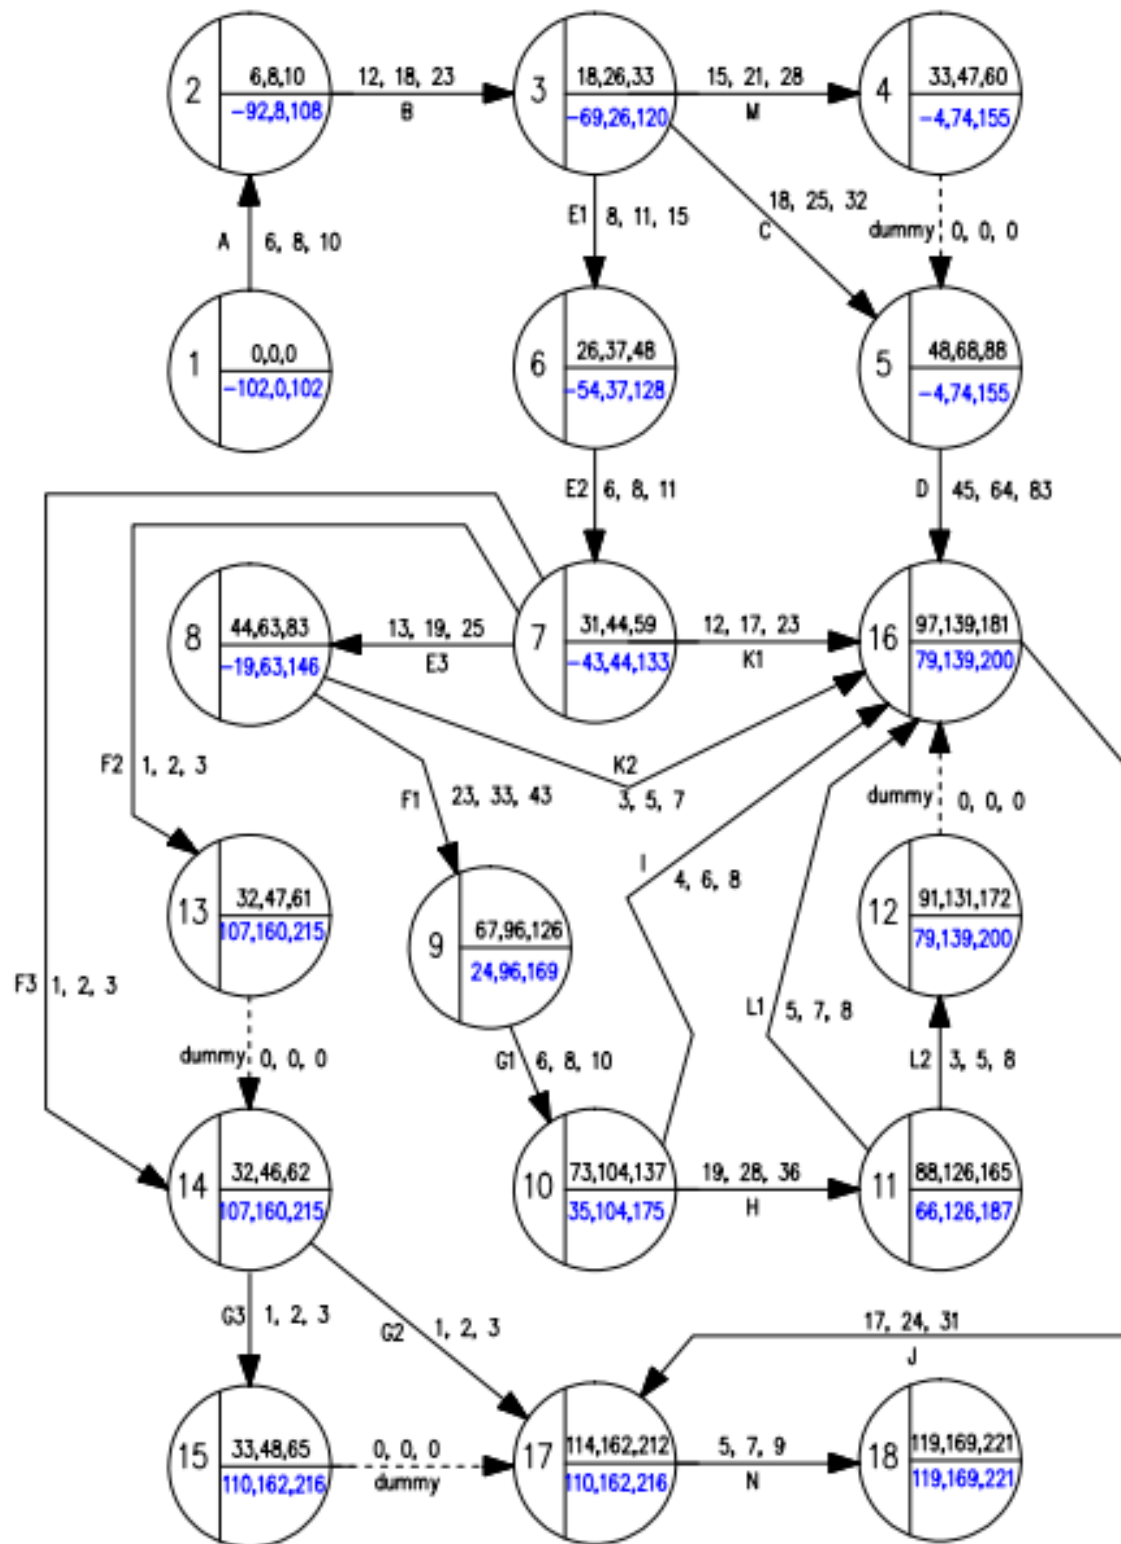 2
6,8,10
-92,8,108
12, 18, 23
B
3
18,26,33
-69,26,120
15, 21, 28
M
4
33,47,60
-4,74,155
A
6, 8, 10
E1
8, 11, 15
18, 25, 32
C
dummy
0, 0, 0
1
0,0,0
-102,0,102
6
26,37,48
-54,37,128
5
48,68,88
-4,74,155
E2
6, 8, 11
D
45, 64, 83
8
44,63,83
-19,63,146
13, 19, 25
E3
7
31,44,59
-43,44,133
12, 17, 23
K1
16
97,139,181
79,139,200
F2
1, 2, 3
F1
23, 33, 43
K2
3, 5, 7
dummy
0, 0, 0
I
4, 6, 8
13
32,47,61
107,160,215
9
67,96,126
24,96,169
12
91,131,172
79,139,200
F3
1, 2, 3
dummy
0, 0, 0
G1
6, 8, 10
L1
5, 7, 8
L2
3, 5, 8
14
32,46,62
107,160,215
10
73,104,137
35,104,175
19, 28, 36
H
11
88,126,165
66,126,187
G3
1, 2, 3
G2
1, 2, 3
17, 24, 31
J
15
33,48,65
110,162,216
0, 0, 0
dummy
17
114,162,212
110,162,216
5, 7, 9
N
18
119,169,221
119,169,221